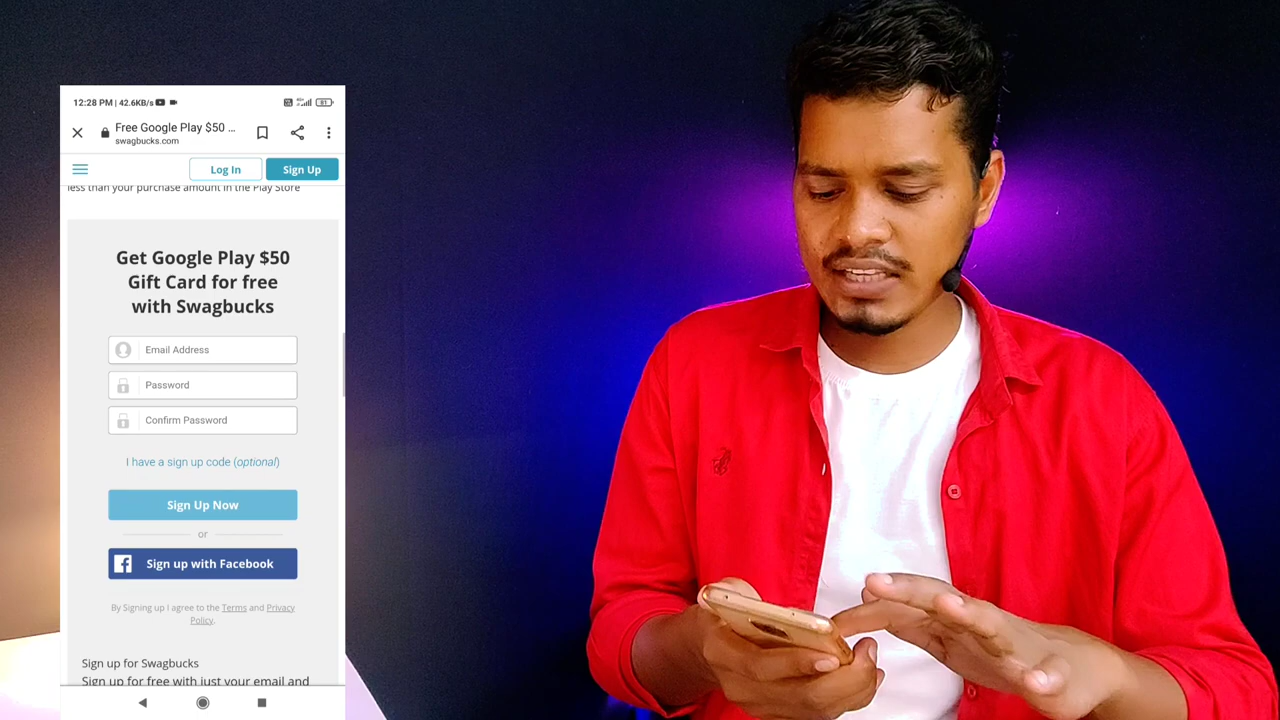 12:28 PM | 42.6KB/s
Free Google Play $50 ...
swagbucks.com
Log In
Sign Up
less than your purchase amount in the Play Store
Get Google Play $50
Gift Card for free
with Swagbucks
Email Address
Password
Confirm Password
I have a sign up code (optional)
Sign Up Now
or
Sign up with Facebook
By Signing up I agree to the Terms and Privacy
Policy.
Sign up for Swagbucks
Sign up for free with just your email and